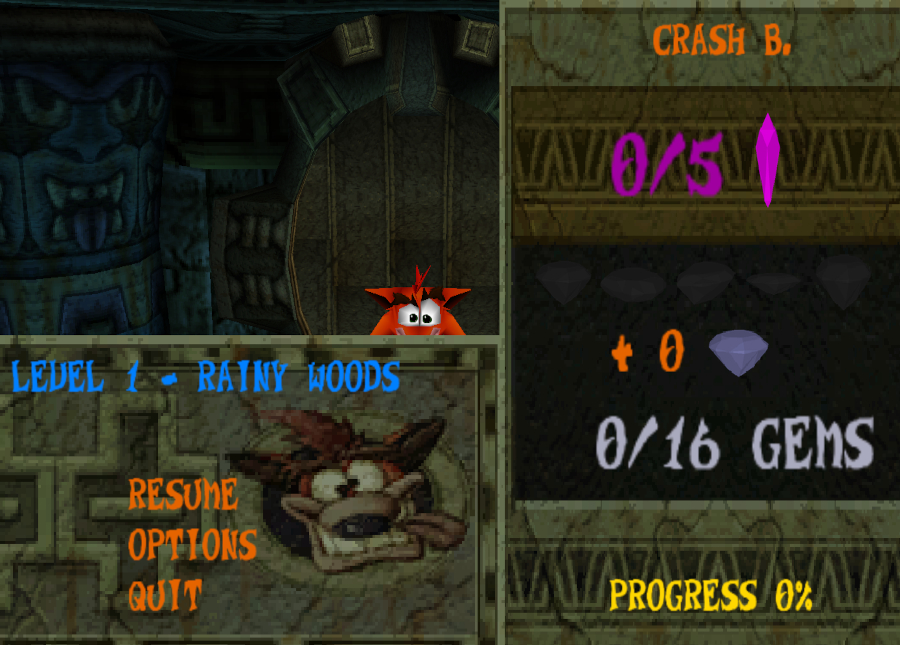 CRASH B.
0/5
+ 0
0/16 GEMS
PROGRESS 0%
LEVEL 1 - RAINY WOODS
RESUME
OPTIONS
QUIT